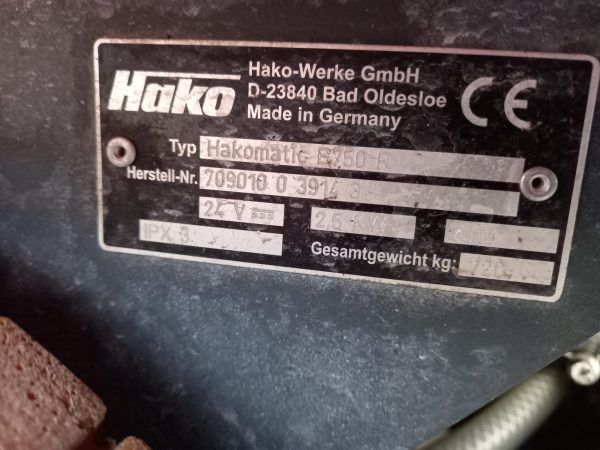 Hako
Hako-Werke GmbH
D-23840 Bad Oldesloe
Made in Germany
CE
Typ Hakomatic B750 R
Herstell-Nr. 709010 0 3914 3
24 V 2,5 KW
IPX 3
Gesamtgewicht kg: